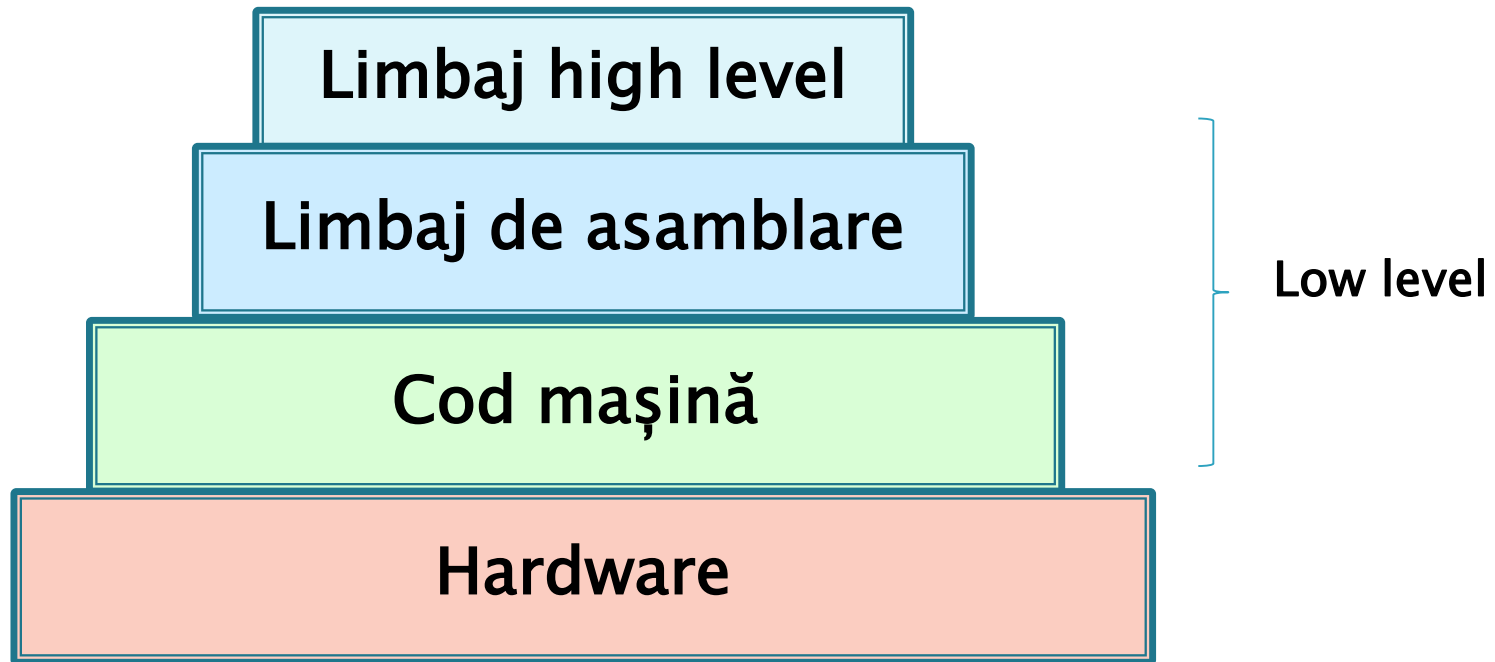 Limbaj high level
Limbaj de asamblare
Low level
Cod mașină
Hardware